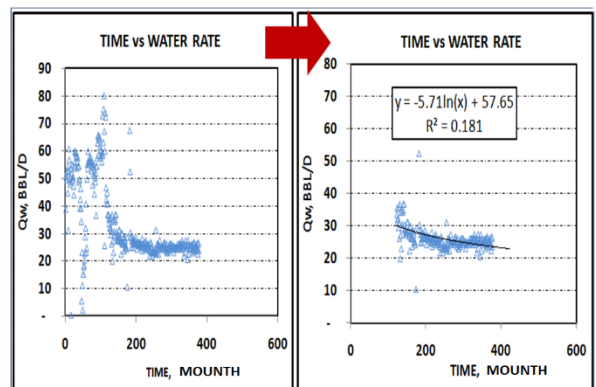 TIME vs WATER RATE
90
80
70
60
50
40
30
20
10
-
0 200 400 600
Qw, BBL/D
TIME, MOUNTH
TIME vs WATER RATE
80
70
60
50
40
30
20
10
-
0 200 400 600
Qw, BBL/D
TIME, MOUNTH
y = -5.71ln(x) + 57.65
R² = 0.181